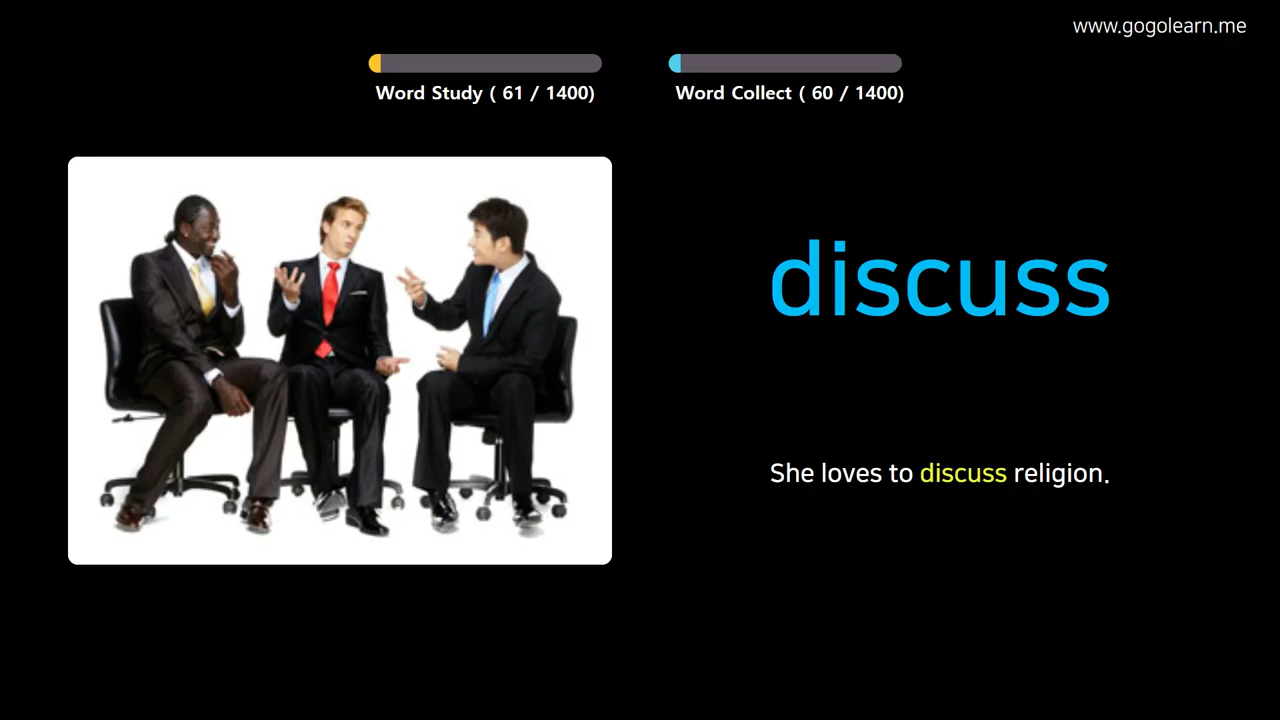 www.gogolearn.me
Word Study ( 61 / 1400)
Word Collect ( 60 / 1400)
discuss
She loves to discuss religion.